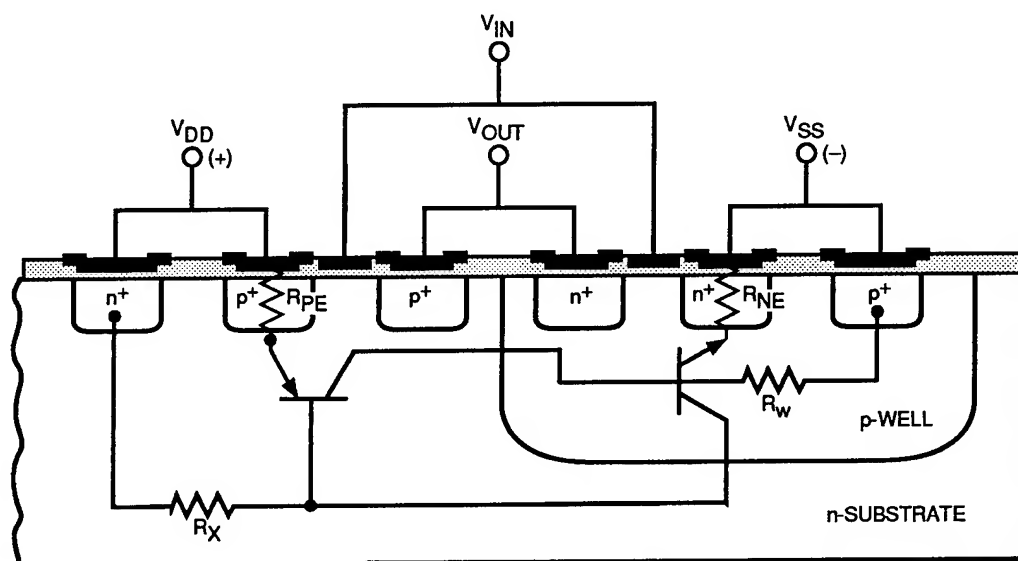 V_IN
V_DD (+)
V_OUT
V_SS (-)
n+
p+
R_PE
p+
n+
n+
R_NE
p+
R_W
p-WELL
R_X
n-SUBSTRATE